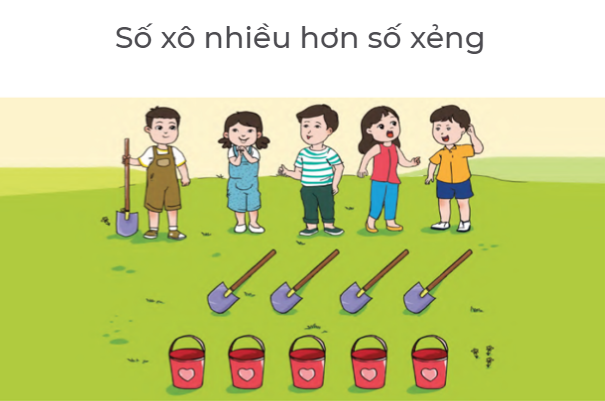 Số xô nhiều hơn số xẻng